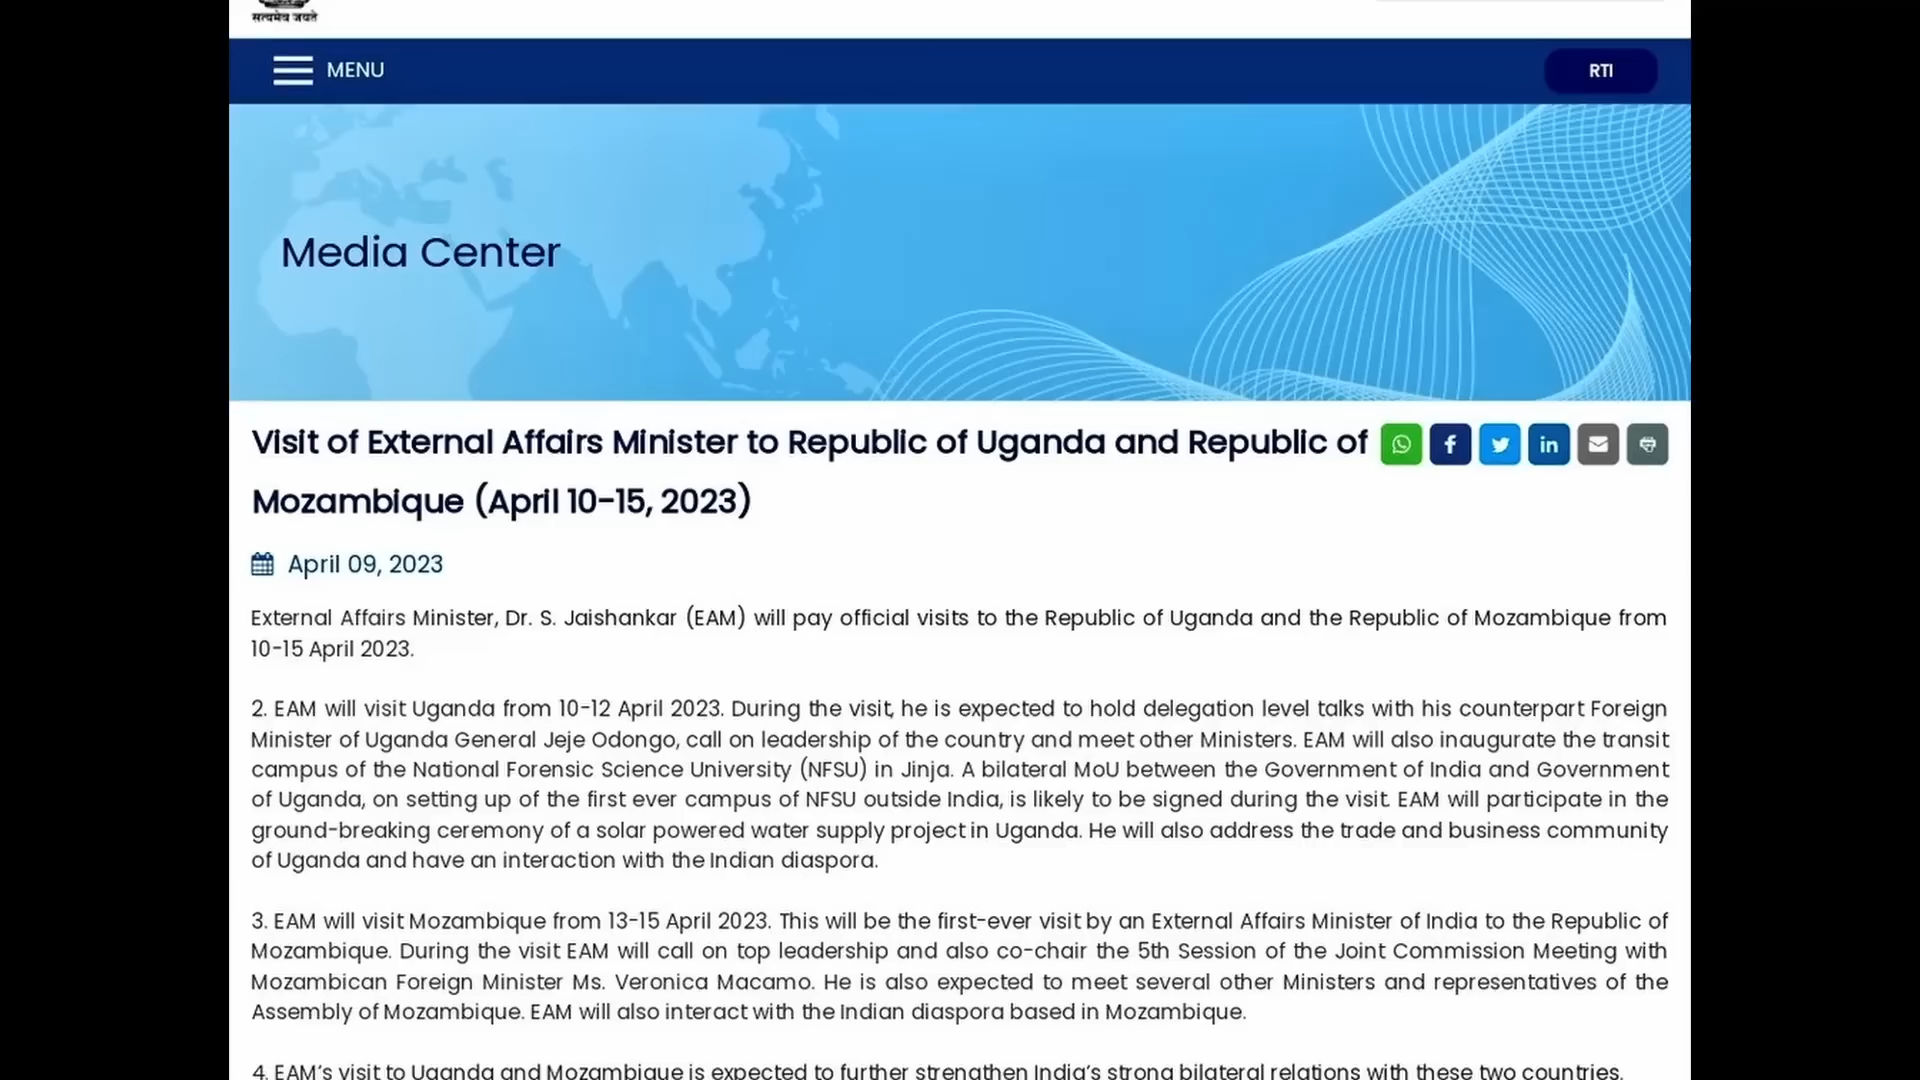 सत्यमेव जयते
MENU
RTI
Media Center
Visit of External Affairs Minister to Republic of Uganda and Republic of
Mozambique (April 10-15, 2023)
April 09, 2023
External Affairs Minister, Dr. S. Jaishankar (EAM) will pay official visits to the Republic of Uganda and the Republic of Mozambique from
10-15 April 2023.
2. EAM will visit Uganda from 10-12 April 2023. During the visit, he is expected to hold delegation level talks with his counterpart Foreign
Minister of Uganda General Jeje Odongo, call on leadership of the country and meet other Ministers. EAM will also inaugurate the transit
campus of the National Forensic Science University (NFSU) in Jinja. A bilateral MoU between the Government of India and Government
of Uganda, on setting up of the first ever campus of NFSU outside India, is likely to be signed during the visit. EAM will participate in the
ground-breaking ceremony of a solar powered water supply project in Uganda. He will also address the trade and business community
of Uganda and have an interaction with the Indian diaspora.
3. EAM will visit Mozambique from 13-15 April 2023. This will be the first-ever visit by an External Affairs Minister of India to the Republic of
Mozambique. During the visit EAM will call on top leadership and also co-chair the 5th Session of the Joint Commission Meeting with
Mozambican Foreign Minister Ms. Veronica Macamo. He is also expected to meet several other Ministers and representatives of the
Assembly of Mozambique. EAM will also interact with the Indian diaspora based in Mozambique.
4. EAM's visit to Uganda and Mozambique is expected to further strengthen India's strong bilateral relations with these two countries.